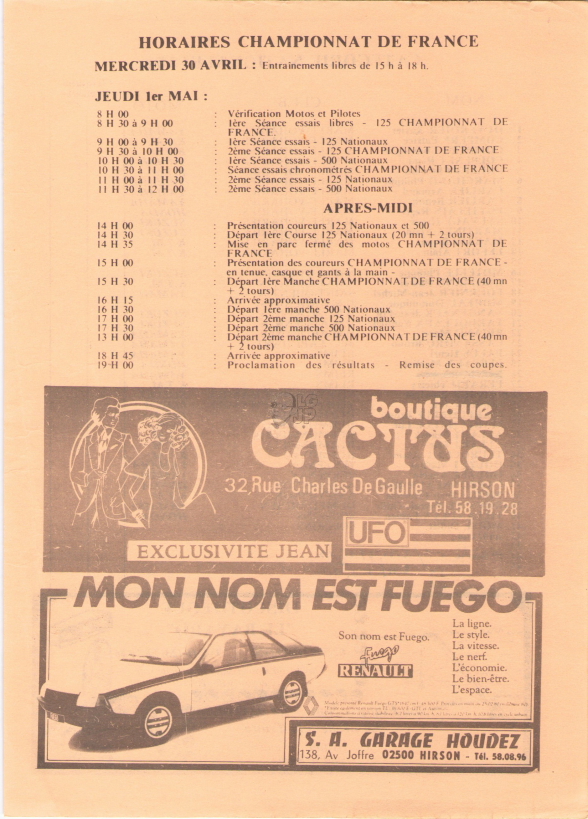 HORAIRES CHAMPIONNAT DE FRANCE
MERCREDI 30 AVRIL : Entraînements libres de 15 h à 18 h.
JEUDI 1er MAI :
8 H 00 : Vérification Motos et Pilotes
8 H 30 à 9 H 00 : 1ère Séance essais libres - 125 CHAMPIONNAT DE
FRANCE.
9 H 00 à 9 H 30 : 1ère Séance essais - 125 Nationaux
9 H 30 à 10 H 00 : 2ème Séance essais - 125 CHAMPIONNAT DE FRANCE
10 H 00 à 10 H 30 : 1ère Séance essais - 500 Nationaux
10 H 30 à 11 H 00 : Séance essais chronométrés CHAMPIONNAT DE FRANCE
11 H 00 à 11 H 30 : 2ème Séance essais - 125 Nationaux
11 H 30 à 12 H 00 : 2ème Séance essais - 500 Nationaux
APRES-MIDI
14 H 00 : Présentation coureurs 125 Nationaux et 500
14 H 30 : Départ 1ère Course 125 Nationaux (20 mn + 2 tours)
14 H 35 : Mise en parc fermé des motos CHAMPIONNAT DE
FRANCE
15 H 00 : Présentation des coureurs CHAMPIONNAT DE FRANCE -
en tenue, casque et gants à la main -
15 H 30 : Départ 1ère Manche CHAMPIONNAT DE FRANCE (40 mn
+ 2 tours)
16 H 15 : Arrivée approximative
16 H 30 : Départ 1ère manche 500 Nationaux
17 H 00 : Départ 2ème manche 125 Nationaux
17 H 30 : Départ 2ème manche 500 Nationaux
13 H 00 : Départ 2ème manche CHAMPIONNAT DE FRANCE (40 mn
+ 2 tours)
18 H 45 : Arrivée approximative
19 H 00 : Proclamation des résultats - Remise des coupes.
boutique
CACTUS
32, Rue Charles De Gaulle HIRSON
Tél. 58.19.28
UFO
EXCLUSIVITE JEAN
MON NOM EST FUEGO
Son nom est Fuego.
Fuego
RENAULT
La ligne.
Le style.
La vitesse.
Le nerf.
L'économie.
Le bien-être.
L'espace.
S. A. GARAGE HOUDEZ
138, Av Joffre 02500 HIRSON - Tél. 58.08.96